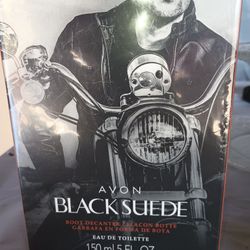 AVON
BLACK SUEDE
BOOT DECANTER / FLACON BOTTE
GARRAFA EN FORMA DE BOTA
EAU DE TOILETTE
150 ml 5 FL. OZ.